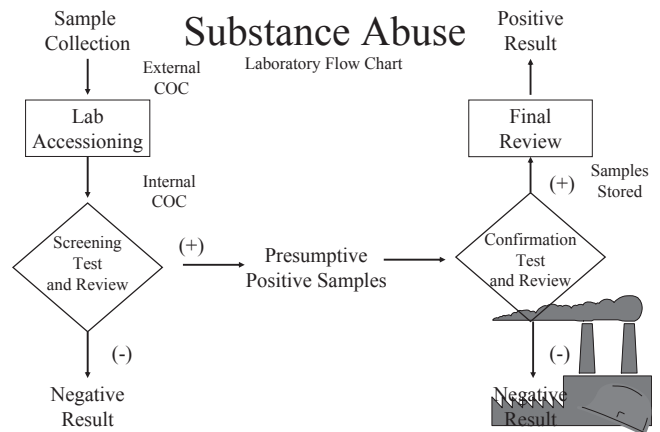 Substance Abuse
Laboratory Flow Chart
Sample
Collection
External
COC
Lab
Accessioning
Internal
COC
Screening
Test
and Review
(+)
(-)
Negative
Result
Presumptive
Positive Samples
Confirmation
Test
and Review
(+)
Samples
Stored
Final
Review
Positive
Result
(-)
Negative
Result